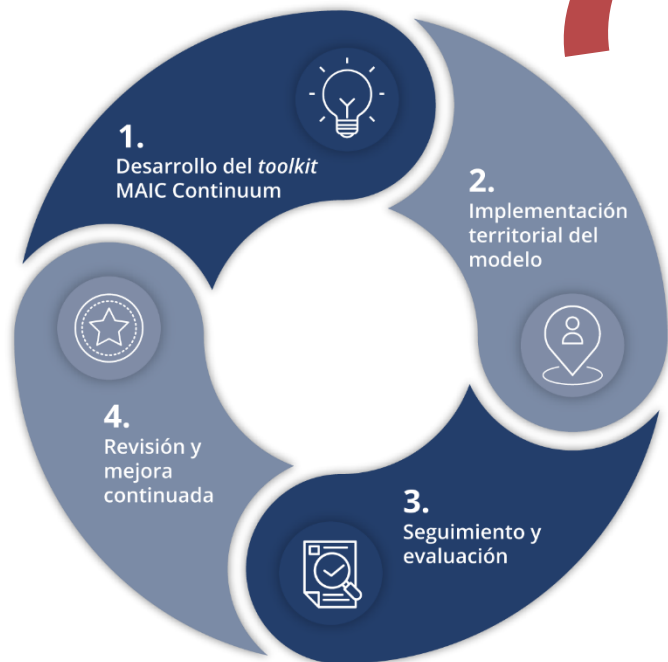 1.
Desarrollo del toolkit
MAIC Continuum
2.
Implementación
territorial del
modelo
3.
Seguimiento y
evaluación
4.
Revisión y
mejora
continuada